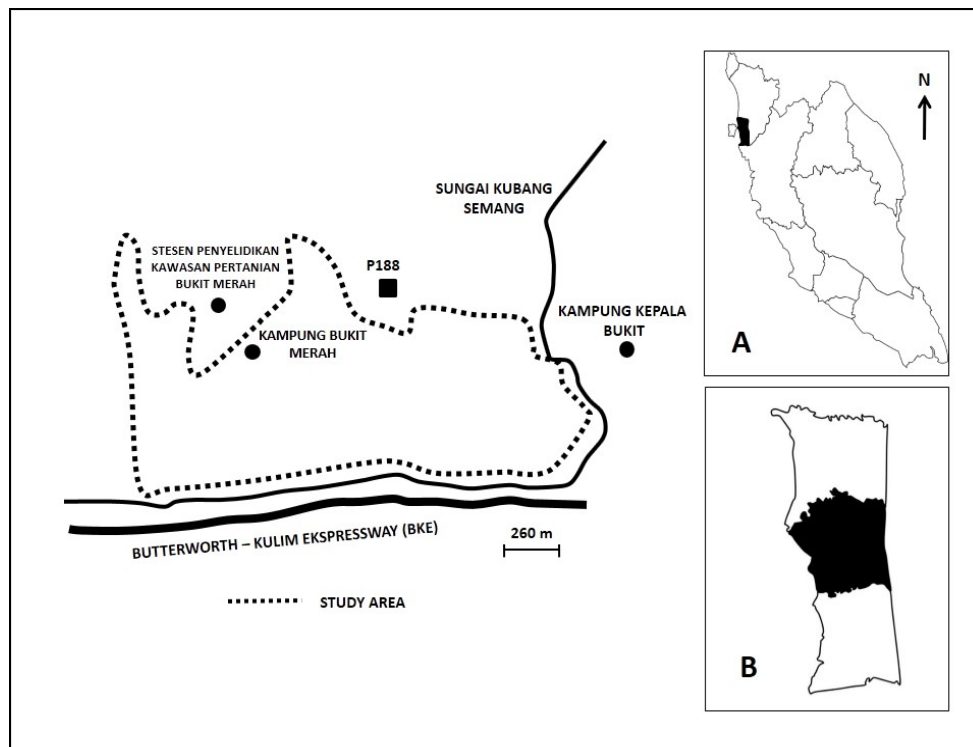 SUNGAI KUBANG
SEMANG
STESEN PENYELIDIKAN
KAWASAN PERTANIAN
BUKIT MERAH
P188
KAMPUNG BUKIT
MERAH
KAMPUNG KEPALA
BUKIT
BUTTERWORTH – KULIM EKSPRESSWAY (BKE)
260 m
STUDY AREA
N
A
B